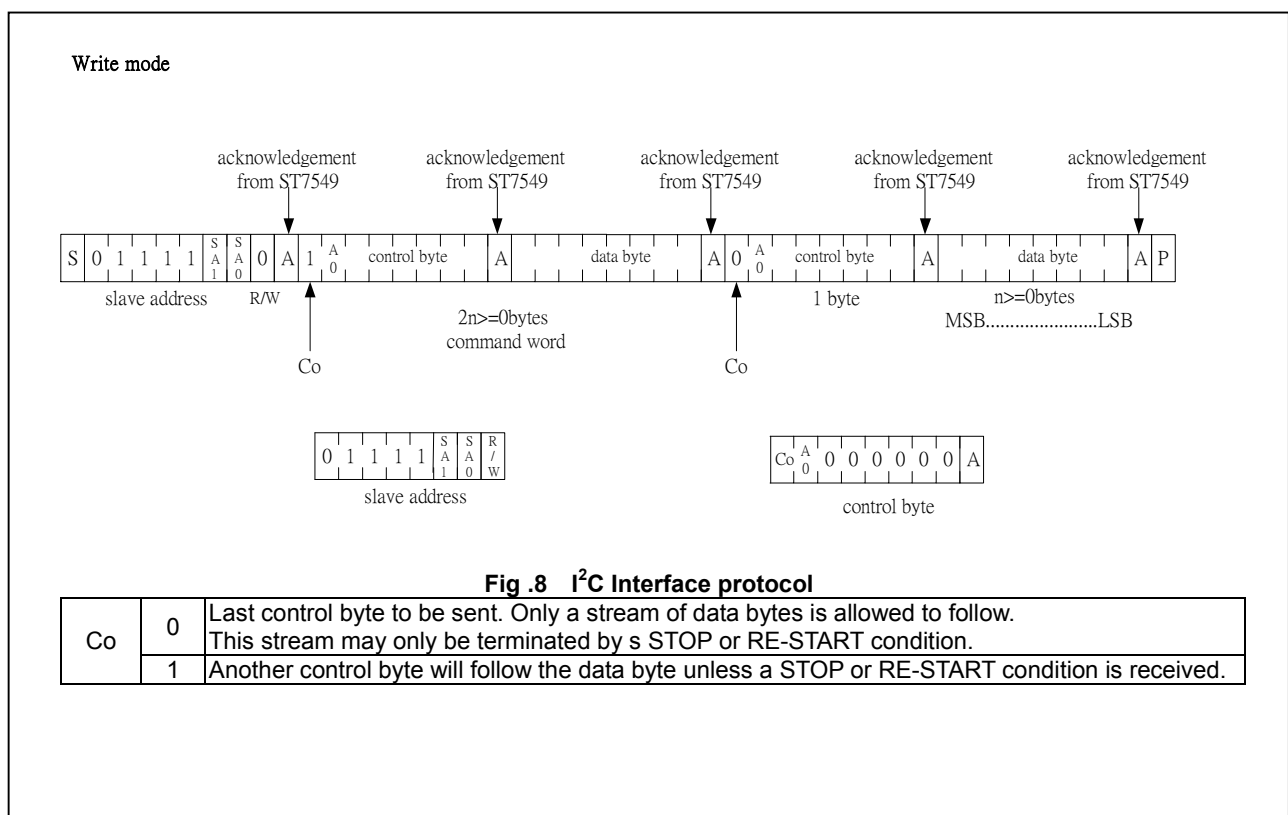 Write mode
acknowledgement from ST7549 acknowledgement from ST7549 acknowledgement from ST7549 acknowledgement from ST7549 acknowledgement from ST7549
S 0 1 1 1 1 SA1 SA0 0 A 1 A0 control byte A data byte A 0 A0 control byte A data byte A P
slave address R/W 1 byte n>=0bytes
2n>=0bytes MSB.......................LSB
command word
Co Co
0 1 1 1 1 SA1 SA0 R/W
slave address
Co A0 0 0 0 0 0 0 A
control byte
Fig .8 I2C Interface protocol
Co 0 Last control byte to be sent. Only a stream of data bytes is allowed to follow.
This stream may only be terminated by s STOP or RE-START condition.
1 Another control byte will follow the data byte unless a STOP or RE-START condition is received.